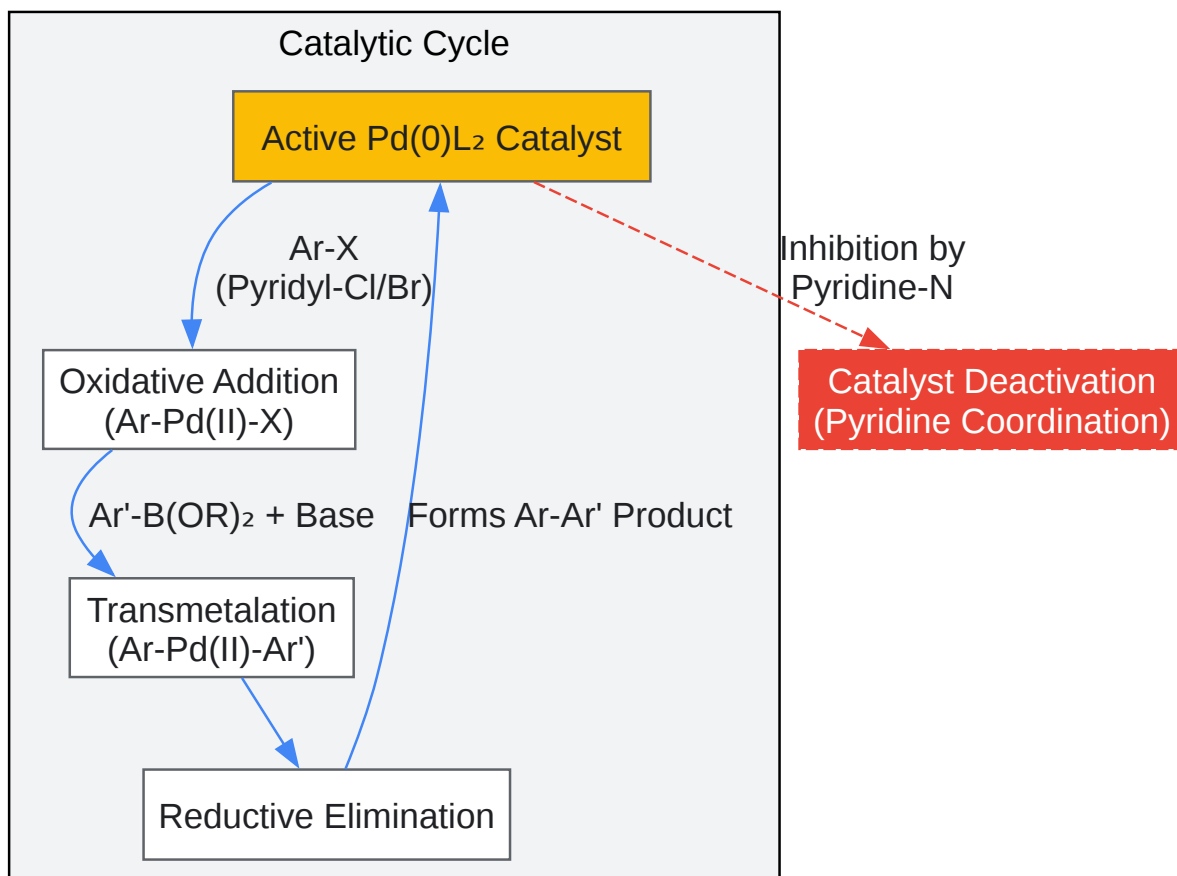 Catalytic Cycle
Active Pd(0)L₂ Catalyst
Ar-X
(Pyridyl-Cl/Br)
Inhibition by
Pyridine-N
Oxidative Addition
(Ar-Pd(II)-X)
Catalyst Deactivation
(Pyridine Coordination)
Ar'-B(OR)₂ + Base
Forms Ar-Ar' Product
Transmetalation
(Ar-Pd(II)-Ar')
Reductive Elimination